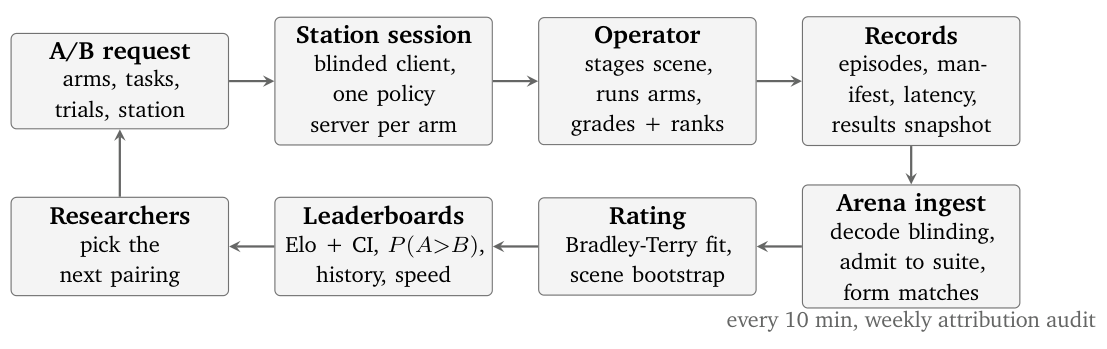 A/B request
arms, tasks,
trials, station
Station session
blinded client,
one policy
server per arm
Operator
stages scene,
runs arms,
grades + ranks
Records
episodes, man-
ifest, latency,
results snapshot
Researchers
pick the
next pairing
Leaderboards
Elo + CI, P(A>B),
history, speed
Rating
Bradley-Terry fit,
scene bootstrap
Arena ingest
decode blinding,
admit to suite,
form matches
every 10 min, weekly attribution audit